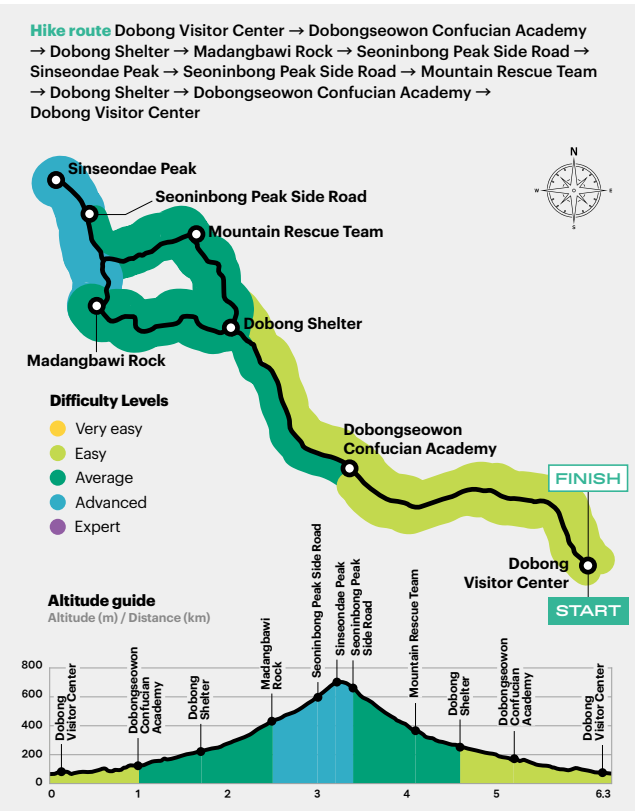 Hike route Dobong Visitor Center → Dobongseowon Confucian Academy
→ Dobong Shelter → Madangbawi Rock → Seoninbong Peak Side Road →
Sinseondae Peak → Seoninbong Peak Side Road → Mountain Rescue Team
→ Dobong Shelter → Dobongseowon Confucian Academy →
Dobong Visitor Center
N
W
E
S
Sinseondae Peak
Seoninbong Peak Side Road
Mountain Rescue Team
Dobong Shelter
Madangbawi Rock
Difficulty Levels
Very easy
Easy
Average
Advanced
Expert
Dobongseowon
Confucian Academy
FINISH
Dobong
Visitor Center
START
Altitude guide
Altitude (m) / Distance (km)
800
600
400
200
0
Dobong
Visitor Center
Dobongseowon
Confucian
Academy
Dobong
Shelter
Madangbawi
Rock
Seoninbong Peak Side Road
Sinseondae Peak
Seoninbong Peak
Side Road
Mountain Rescue Team
Dobong
Shelter
Dobongseowon
Confucian
Academy
Dobong
Visitor Center
0
1
2
3
4
5
6.3